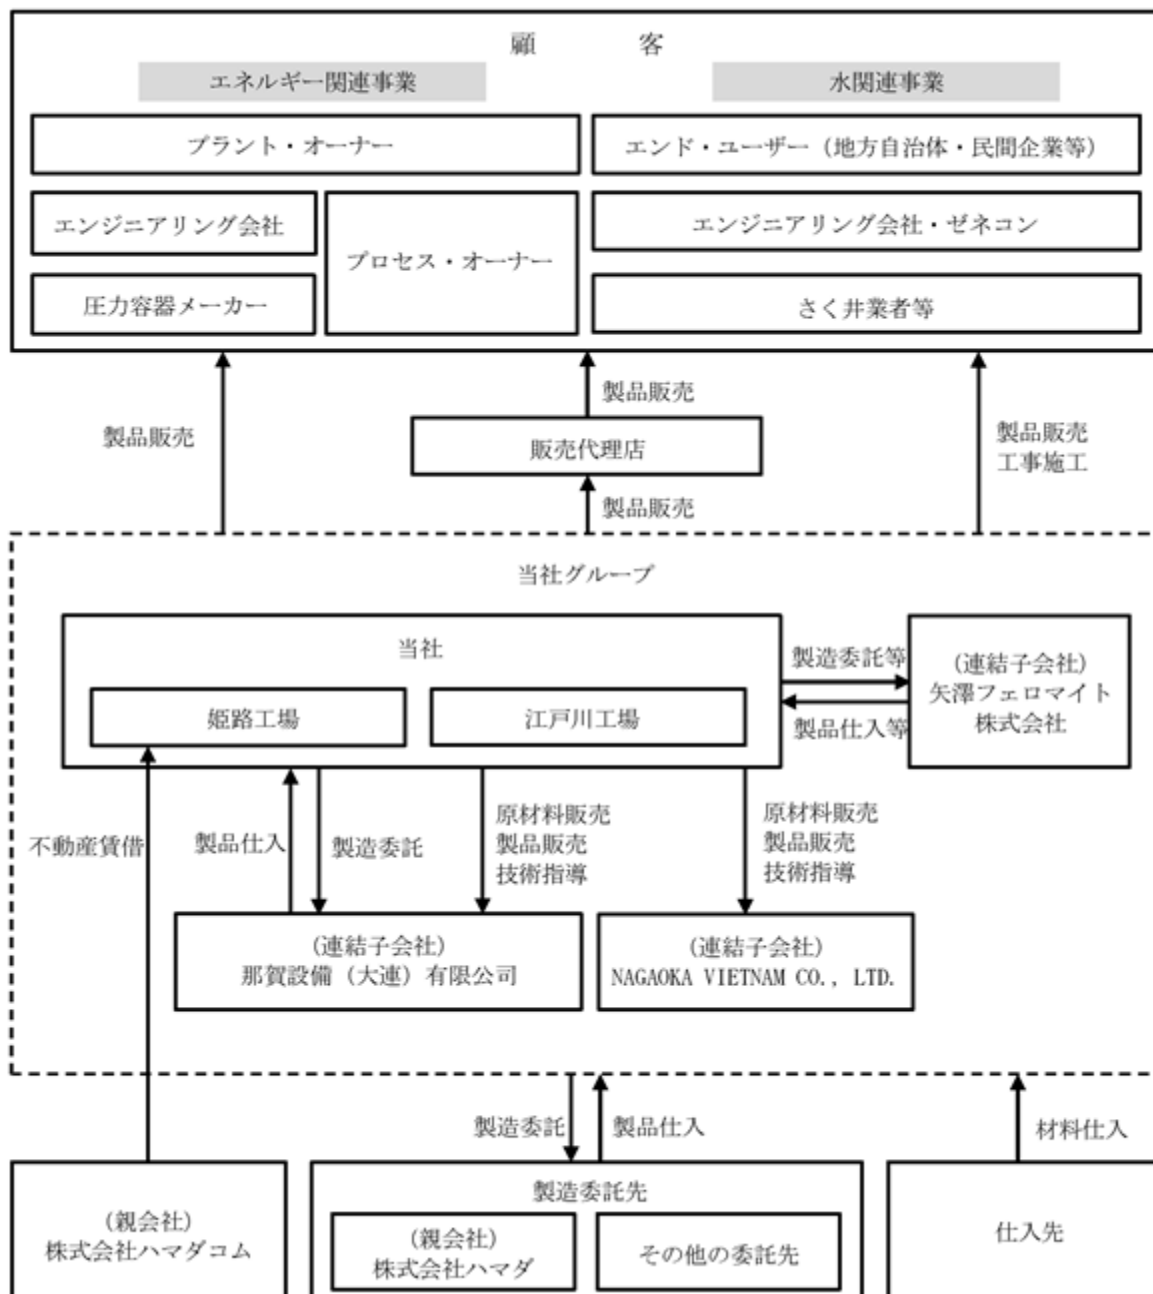 顧　　客
エネルギー関連事業
水関連事業
プラント・オーナー
エンド・ユーザー（地方自治体・民間企業等）
エンジニアリング会社
プロセス・オーナー
エンジニアリング会社・ゼネコン
圧力容器メーカー
さく井業者等
製品販売
製品販売
製品販売
工事施工
販売代理店
製品販売
当社グループ
当社
姫路工場
江戸川工場
製造委託等
製品仕入等
(連結子会社)
矢澤フェロマイト
株式会社
不動産賃借
製品仕入
製造委託
原材料販売
製品販売
技術指導
原材料販売
製品販売
技術指導
(連結子会社)
那賀設備（大連）有限公司
(連結子会社)
NAGAOKA VIETNAM CO., LTD.
製造委託
製品仕入
材料仕入
(親会社)
株式会社ハマダコム
製造委託先
(親会社)
株式会社ハマダ
その他の委託先
仕入先